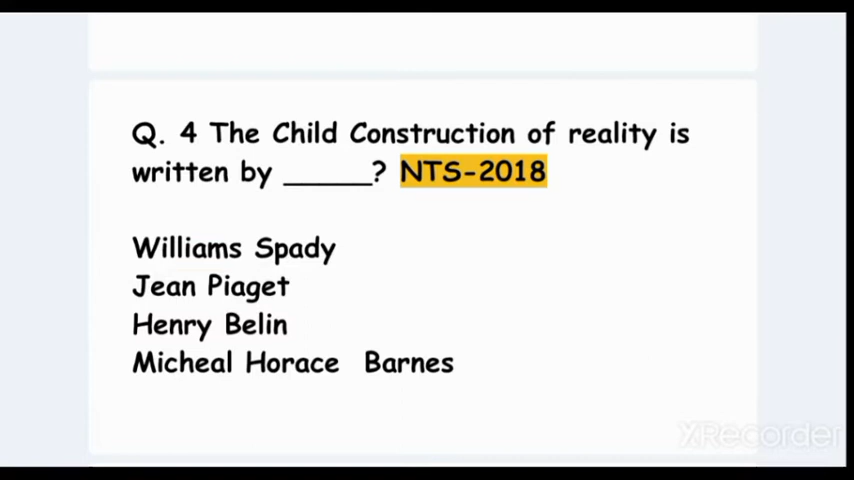 Q. 4 The Child Construction of reality is
written by _____? NTS-2018
Williams Spady
Jean Piaget
Henry Belin
Micheal Horace Barnes
XRecorder